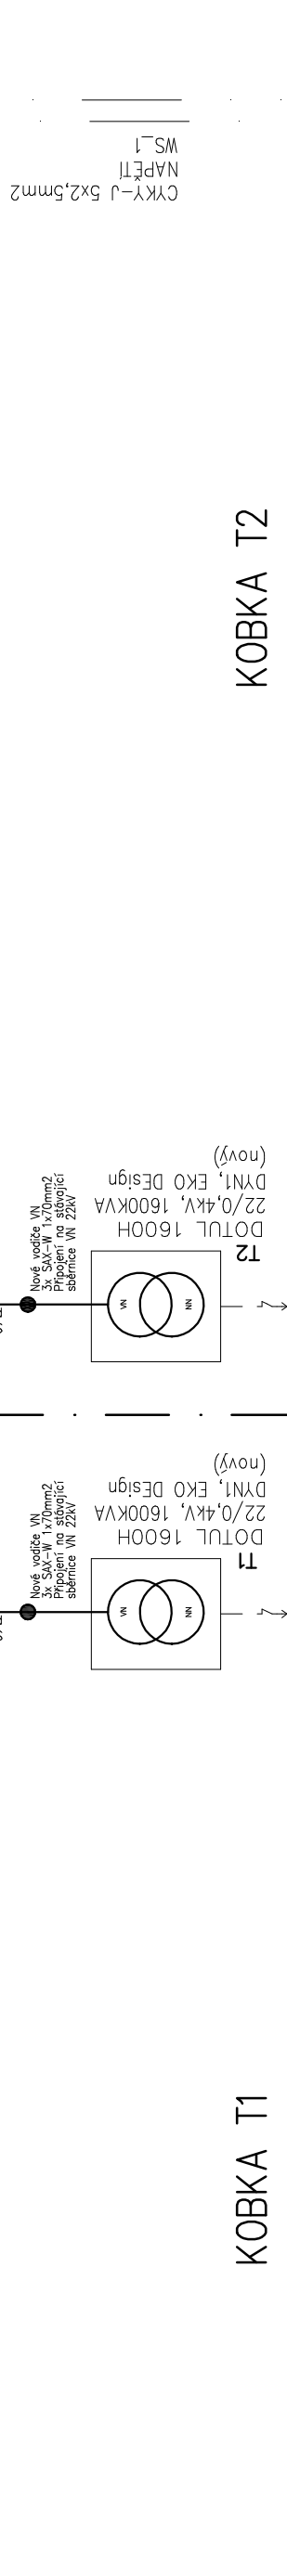 WS_1
NAPĚTÍ
CYKY-J 5x2,5mm2
KOBKA T2
Nové vodiče VN
3x SAX-W 1x70mm2
Připojení na stávající
sběrnice VN 22kV
T2
DOTUL 1600H
22/0,4kV, 1600KVA
DYN1, EKO DESign
(nový)
VN
NN
Nové vodiče VN
3x SAX-W 1x70mm2
Připojení na stávající
sběrnice VN 22kV
T1
DOTUL 1600H
22/0,4kV, 1600KVA
DYN1, EKO DESign
(nový)
VN
NN
KOBKA T1